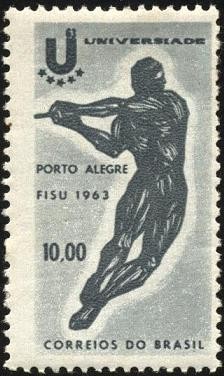 U UNIVERSIADE
PORTO ALEGRE
FISU 1963
10,00
CORREIOS DO BRASIL